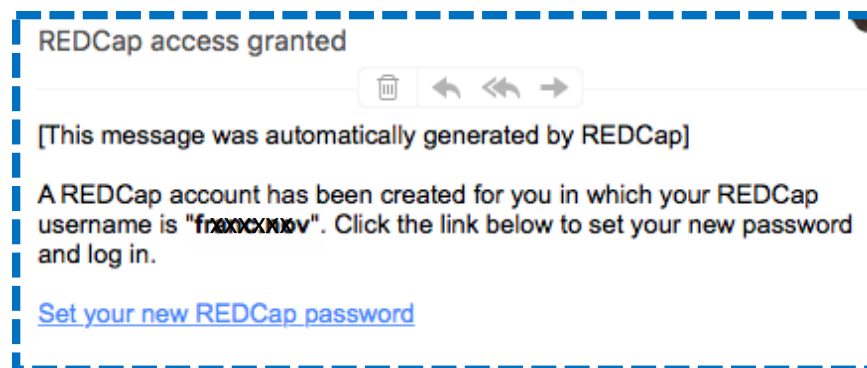 REDCap access granted
[This message was automatically generated by REDCap]
A REDCap account has been created for you in which your REDCap
username is "". Click the link below to set your new password
and log in.
Set your new REDCap password